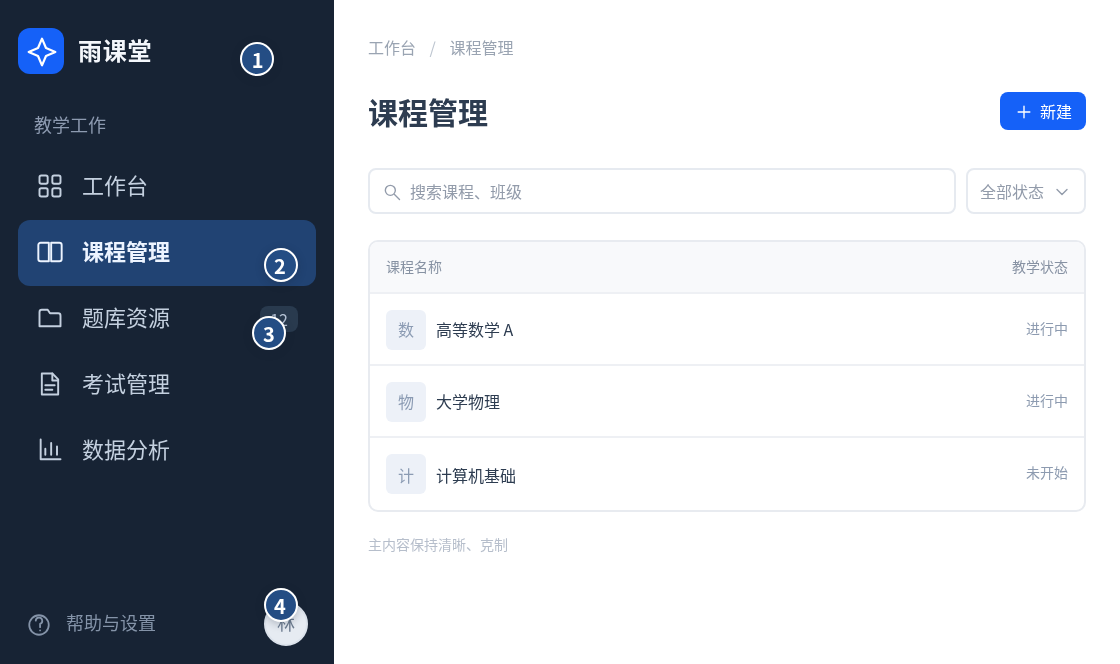 雨课堂
1
教学工作
工作台
课程管理
2
题库资源
12
3
考试管理
数据分析
4
帮助与设置
林
工作台 / 课程管理
课程管理
新建
搜索课程、班级
全部状态
课程名称 教学状态
数 高等数学 A 进行中
物 大学物理 进行中
计 计算机基础 未开始
主内容保持清晰、克制